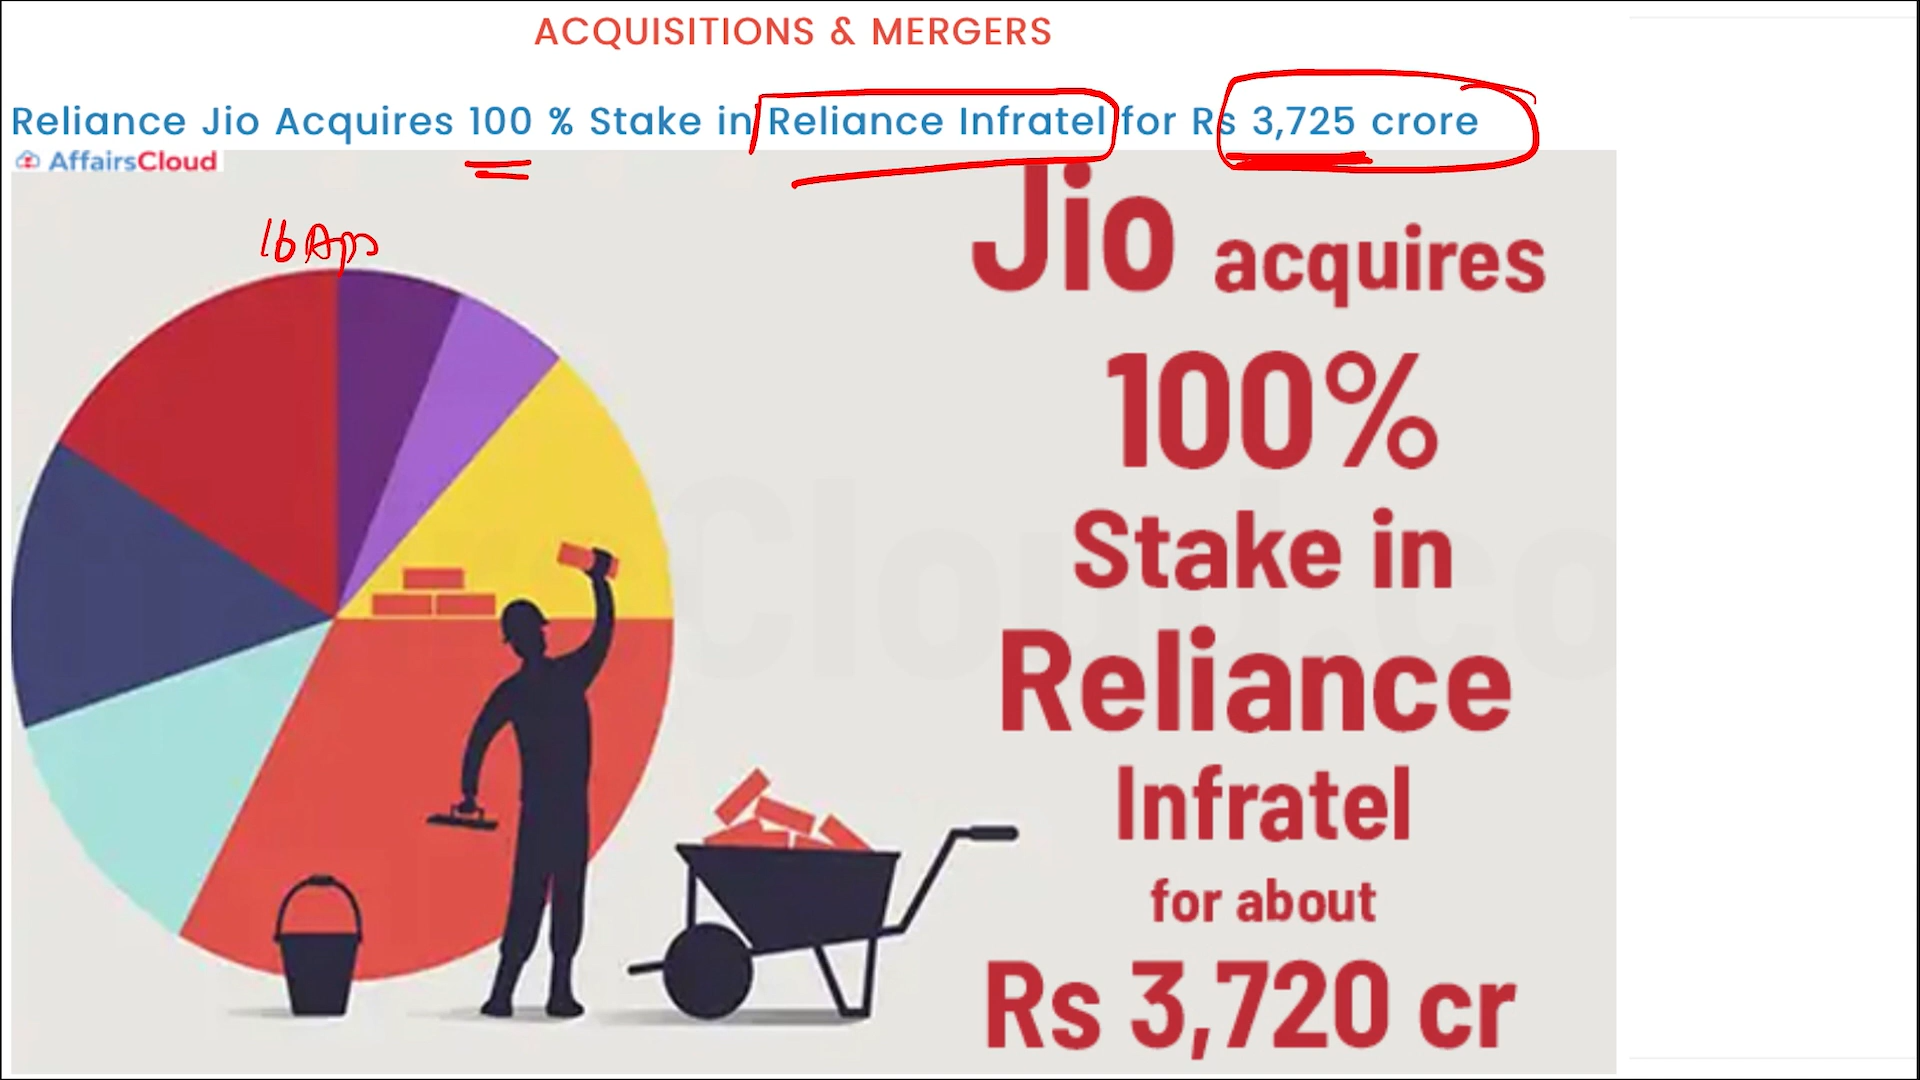 ACQUISITIONS & MERGERS
Reliance Jio Acquires 100 % Stake in Reliance Infratel for Rs 3,725 crore
AffairsCloud
Jio acquires
100%
Stake in
Reliance
Infratel
for about
Rs 3,720 cr